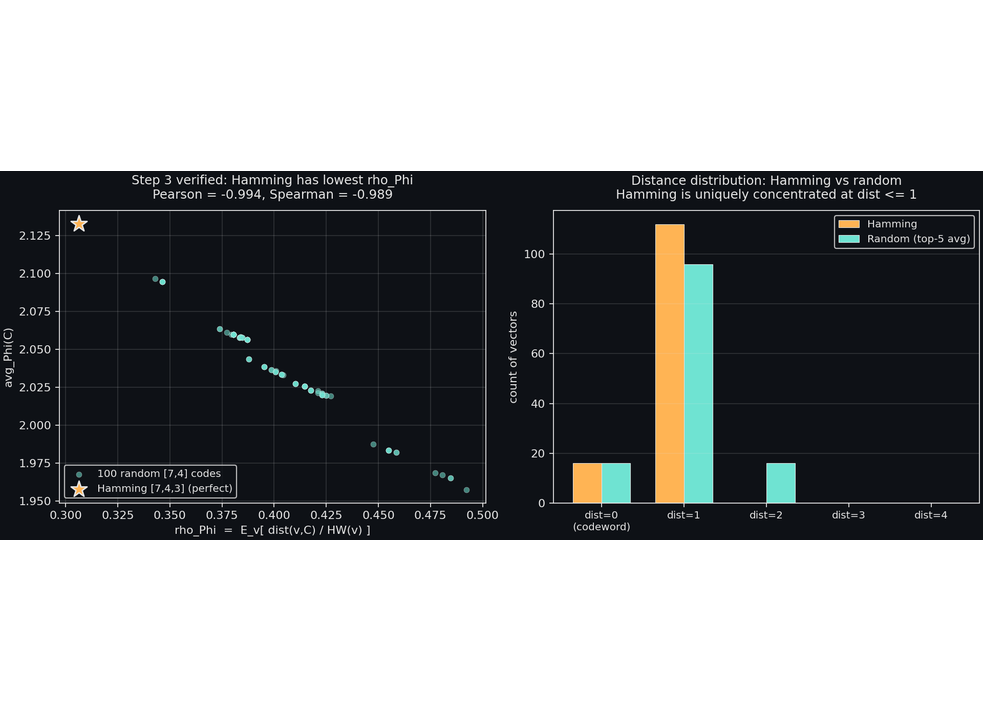 Step 3 verified: Hamming has lowest rho_Phi
Pearson = -0.994, Spearman = -0.989
avg_Phi(C)
2.125
2.100
2.075
2.050
2.025
2.000
1.975
1.950
100 random [7,4] codes
Hamming [7,4,3] (perfect)
0.300 0.325 0.350 0.375 0.400 0.425 0.450 0.475 0.500
rho_Phi = E_v[ dist(v,C) / HW(v) ]
Distance distribution: Hamming vs random
Hamming is uniquely concentrated at dist <= 1
Hamming
Random (top-5 avg)
count of vectors
100
80
60
40
20
0
dist=0 dist=1 dist=2 dist=3 dist=4
(codeword)